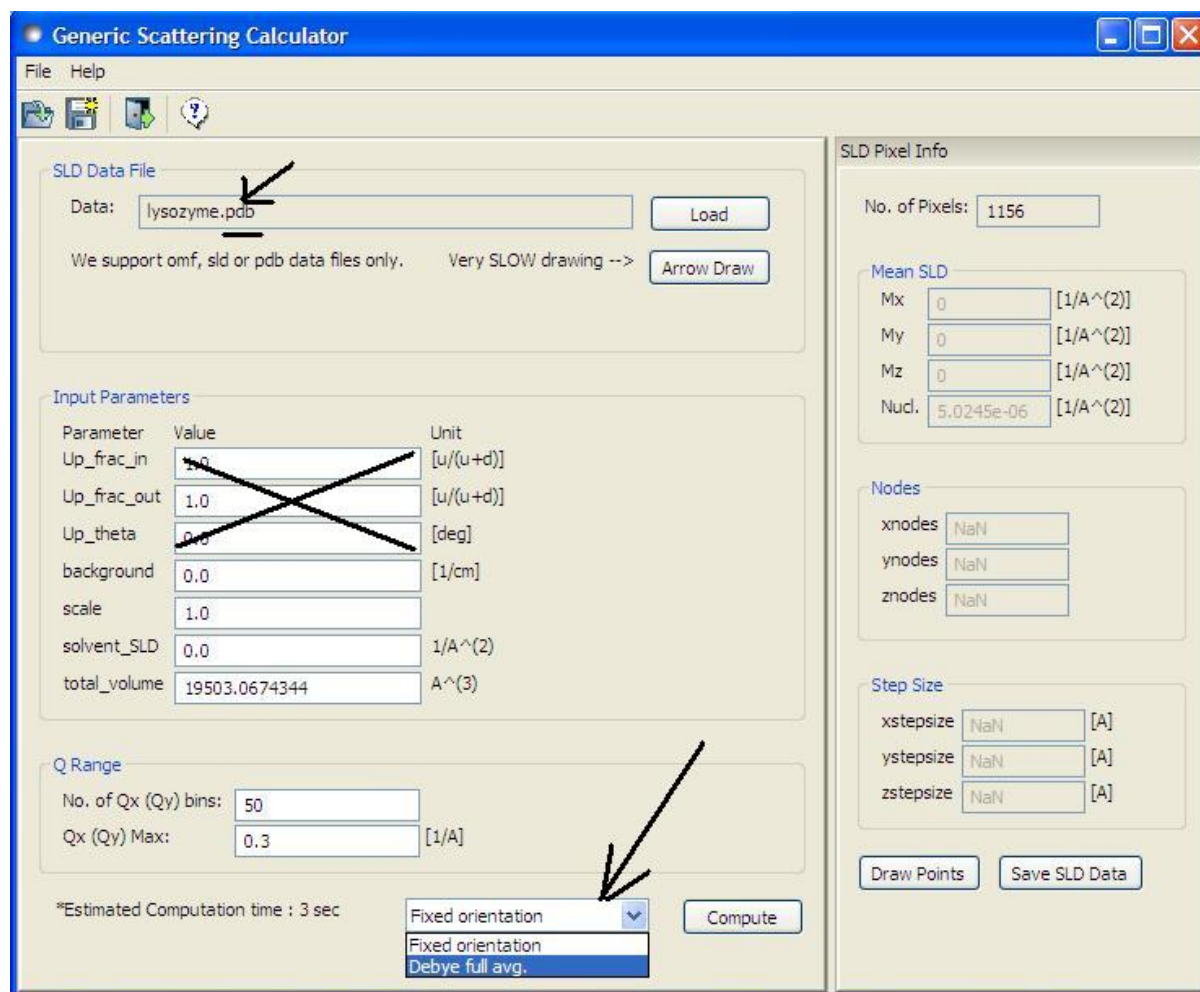 Generic Scattering Calculator
File Help
SLD Data File
Data: lysozyme.pdb Load
We support omf, sld or pdb data files only. Very SLOW drawing --> Arrow Draw
Input Parameters
Parameter Value Unit
Up_frac_in 1.0 [u/(u+d)]
Up_frac_out 1.0 [u/(u+d)]
Up_theta 0.0 [deg]
background 0.0 [1/cm]
scale 1.0
solvent_SLD 0.0 1/A^(2)
total_volume 19503.0674344 A^(3)
Q Range
No. of Qx (Qy) bins: 50
Qx (Qy) Max: 0.3 [1/A]
*Estimated Computation time : 3 sec Fixed orientation Compute
Fixed orientation
Debye full avg.
SLD Pixel Info
No. of Pixels: 1156
Mean SLD
Mx 0 [1/A^(2)]
My 0 [1/A^(2)]
Mz 0 [1/A^(2)]
Nucl. 5.0245e-06 [1/A^(2)]
Nodes
xnodes NaN
ynodes NaN
znodes NaN
Step Size
xstepsize NaN [A]
ystepsize NaN [A]
zstepsize NaN [A]
Draw Points Save SLD Data